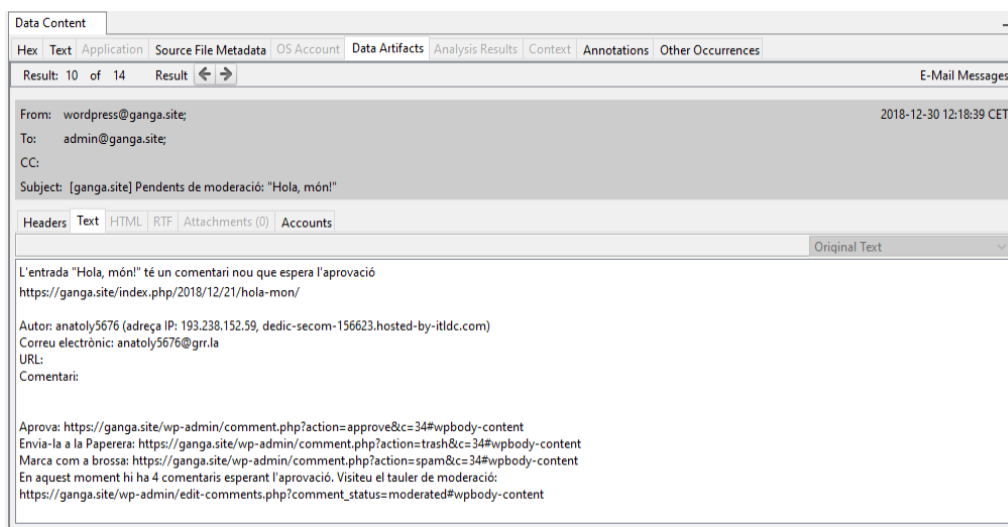 Data Content
Hex Text Application Source File Metadata OS Account Data Artifacts Analysis Results Context Annotations Other Occurrences
Result: 10 of 14 Result E-Mail Messages
From: wordpress@ganga.site; 2018-12-30 12:18:39 CET
To: admin@ganga.site;
CC:
Subject: [ganga.site] Pendents de moderació: "Hola, món!"
Headers Text HTML RTF Attachments (0) Accounts
Original Text
L'entrada "Hola, món!" té un comentari nou que espera l'aprovació
https://ganga.site/index.php/2018/12/21/hola-mon/
Autor: anatoly5676 (adreça IP: 193.238.152.59, dedic-secom-156623.hosted-by-itldc.com)
Correu electrònic: anatoly5676@grr.la
URL:
Comentari:
Aprova: https://ganga.site/wp-admin/comment.php?action=approve&c=34#wpbody-content
Envia-la a la Paperera: https://ganga.site/wp-admin/comment.php?action=trash&c=34#wpbody-content
Marca com a brossa: https://ganga.site/wp-admin/comment.php?action=spam&c=34#wpbody-content
En aquest moment hi ha 4 comentaris esperant l'aprovació. Visiteu el tauler de moderació:
https://ganga.site/wp-admin/edit-comments.php?comment_status=moderated#wpbody-content